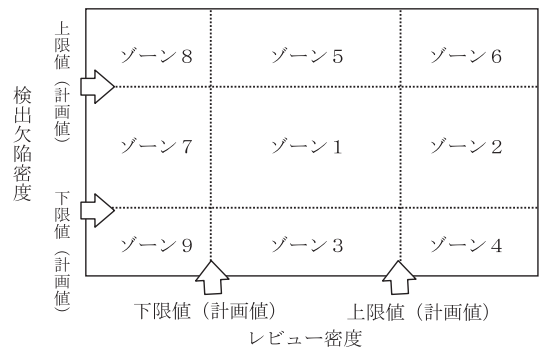 上限値（計画値）
検出欠陥密度
下限値（計画値）
ゾーン８
ゾーン５
ゾーン６
ゾーン７
ゾーン１
ゾーン２
ゾーン９
ゾーン３
ゾーン４
下限値（計画値）
上限値（計画値）
レビュー密度